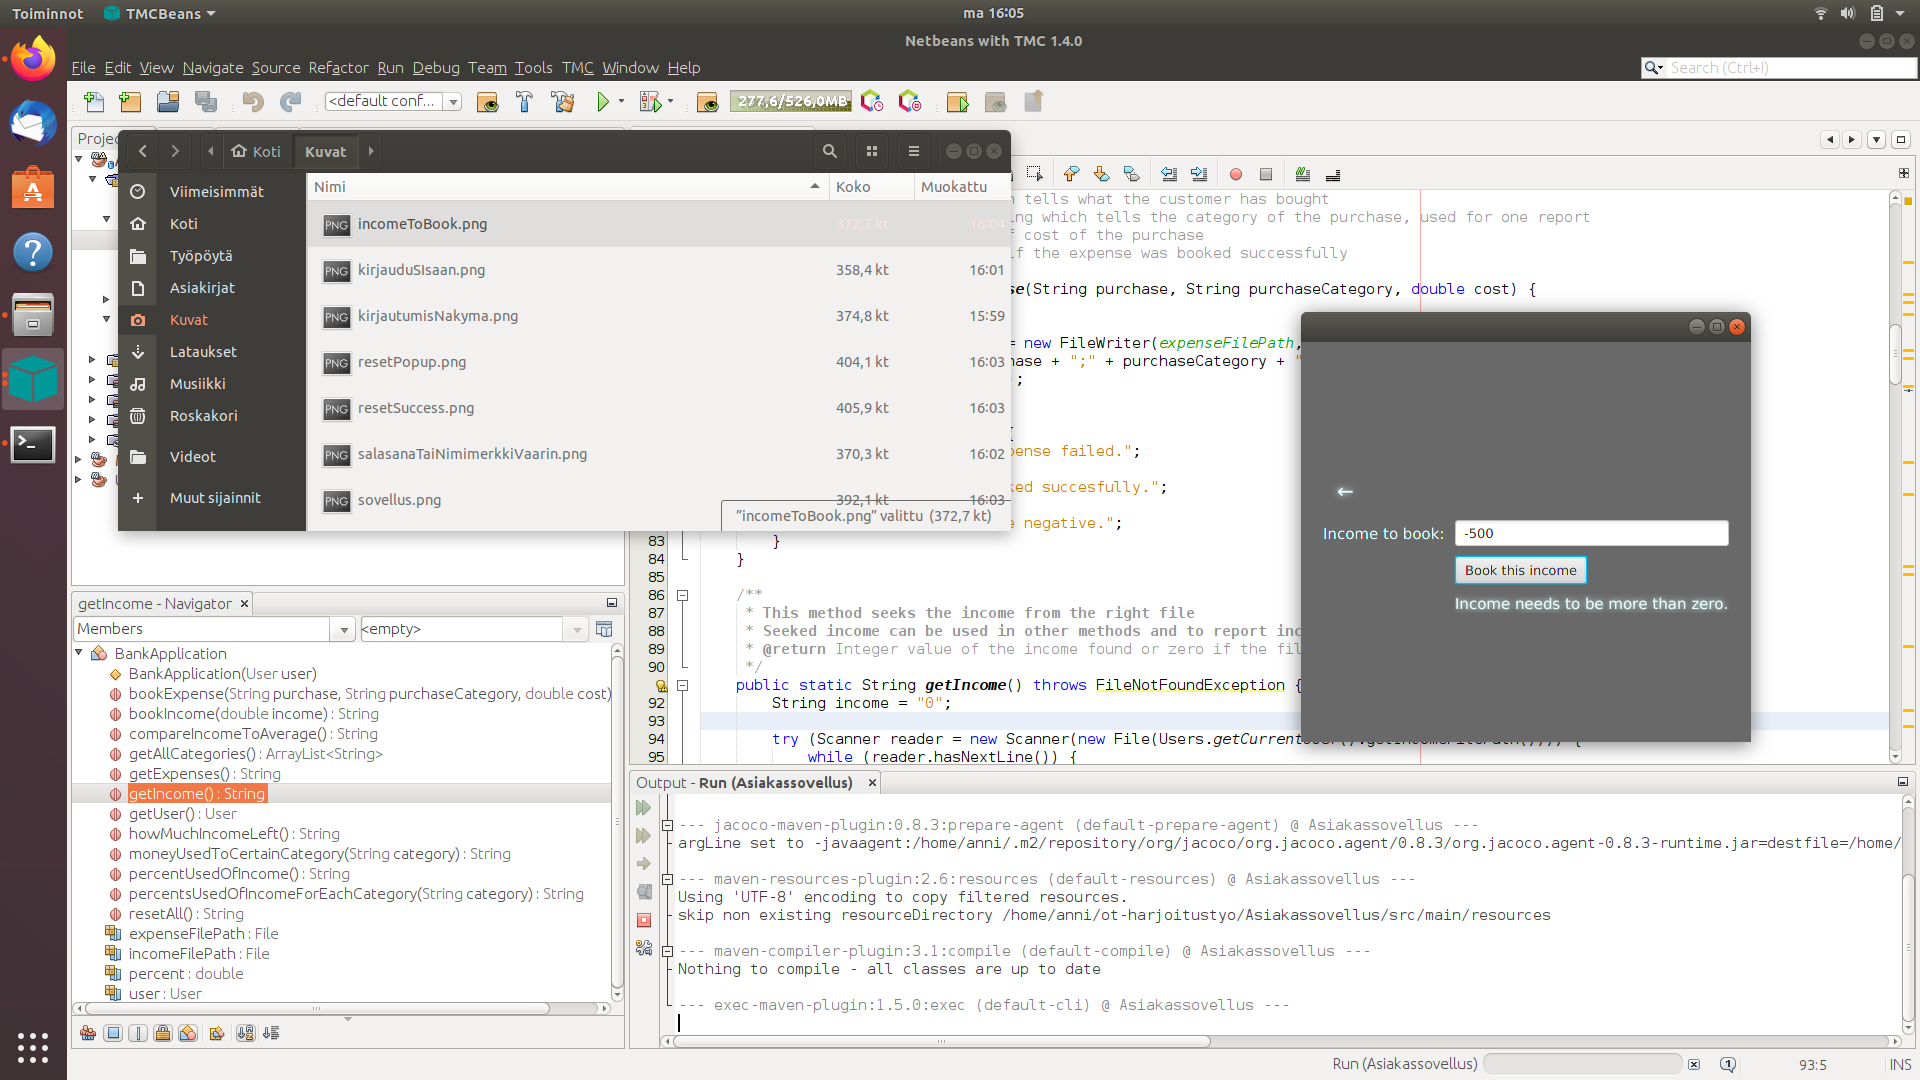 Toiminnot TMCBeans ma 16:05
Netbeans with TMC 1.4.0
File Edit View Navigate Source Refactor Run Debug Team Tools TMC Window Help
Search (Ctrl+I)
<default conf...
277,6/526,0MB
Projec
Koti Kuvat
Nimi Koko Muokattu
Viimeisimmät
Koti
Työpöytä
Asiakirjat
Kuvat
Lataukset
Musiikki
Roskakori
Videot
Muut sijainnit
PNG incomeToBook.png 372,7 kt 16:04
PNG kirjauduSIsaan.png 358,4 kt 16:01
PNG kirjautumisNakyma.png 374,8 kt 15:59
PNG resetPopup.png 404,1 kt 16:03
PNG resetSuccess.png 405,9 kt 16:03
PNG salasanaTaiNimimerkkiVaarin.png 370,3 kt 16:02
PNG sovellus.png 392,1 kt 16:03
"incomeToBook.png" valittu (372,7 kt)
tells what the customer has bought
ing which tells the category of the purchase, used for one report
cost of the purchase
if the expense was booked successfully
se(String purchase, String purchaseCategory, double cost) {
= new FileWriter(expenseFilePath,
hase + ";" + purchaseCategory + "
;
{
pense failed.";
ked succesfully.";
e negative.";
83 }
84 }
85
86 /**
87 * This method seeks the income from the right file
88 * Seeked income can be used in other methods and to report inc
89 * @return Integer value of the income found or zero if the fil
90 */
public static String getIncome() throws FileNotFoundException {
92 String income = "0";
93
94 try (Scanner reader = new Scanner(new File(Users.getCurrentUser().getIncomeFilePath()))) {
95 while (reader.hasNextLine()) {
←
Income to book: -500
Book this income
Income needs to be more than zero.
getIncome - Navigator
Members <empty>
BankApplication
BankApplication(User user)
bookExpense(String purchase, String purchaseCategory, double cost)
bookIncome(double income) : String
compareIncomeToAverage() : String
getAllCategories() : ArrayList<String>
getExpenses() : String
getIncome() : String
getUser() : User
howMuchIncomeLeft() : String
moneyUsedToCertainCategory(String category) : String
percentUsedOfIncome() : String
percentsUsedOfIncomeForEachCategory(String category) : String
resetAll() : String
expenseFilePath : File
incomeFilePath : File
percent : double
user : User
Output - Run (Asiakassovellus)
--- jacoco-maven-plugin:0.8.3:prepare-agent (default-prepare-agent) @ Asiakassovellus ---
argLine set to -javaagent:/home/anni/.m2/repository/org/jacoco/org.jacoco.agent/0.8.3/org.jacoco.agent-0.8.3-runtime.jar=destfile=/home/
--- maven-resources-plugin:2.6:resources (default-resources) @ Asiakassovellus ---
Using 'UTF-8' encoding to copy filtered resources.
skip non existing resourceDirectory /home/anni/ot-harjoitustyo/Asiakassovellus/src/main/resources
--- maven-compiler-plugin:3.1:compile (default-compile) @ Asiakassovellus ---
Nothing to compile - all classes are up to date
--- exec-maven-plugin:1.5.0:exec (default-cli) @ Asiakassovellus ---
Run (Asiakassovellus) 93:5 INS